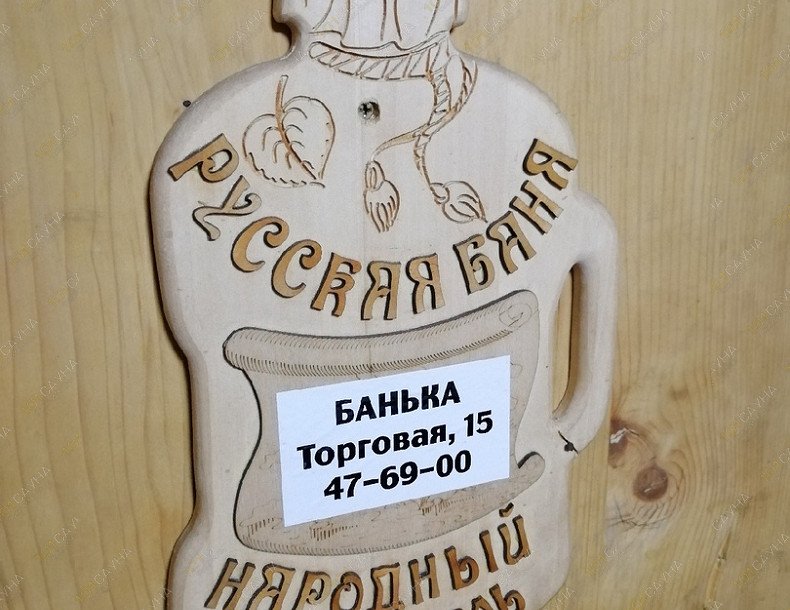 РУССКАЯ БАНЯ
БАНЬКА
Торговая, 15
47-69-00
НАРОДНЫЙ